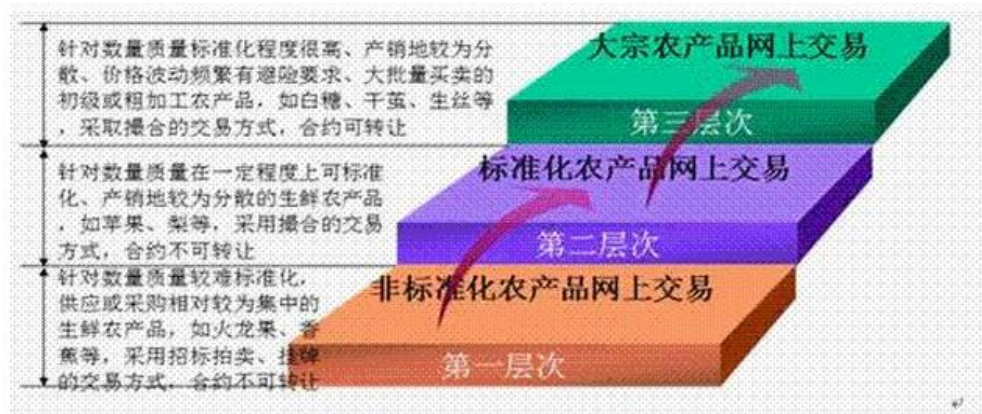 针对数量质量标准化程度很高、产销地较为分
散、价格波动频繁有避险要求、大批量买卖的
初级或粗加工农产品，如白糖、干茧、生丝等
，采取撮合的交易方式，合约可转让
大宗农产品网上交易
第三层次
针对数量质量在一定程度上可标准
化、产销地较为分散的生鲜农产品
，如苹果、梨等，采用撮合的交易
方式，合约不可转让
标准化农产品网上交易
第二层次
针对数量质量较难标准化，
供应或采购相对较为集中的
生鲜农产品，如火龙果、香
蕉等，采用招标拍卖、挂牌
的交易方式，合约不可转让
非标准化农产品网上交易
第一层次